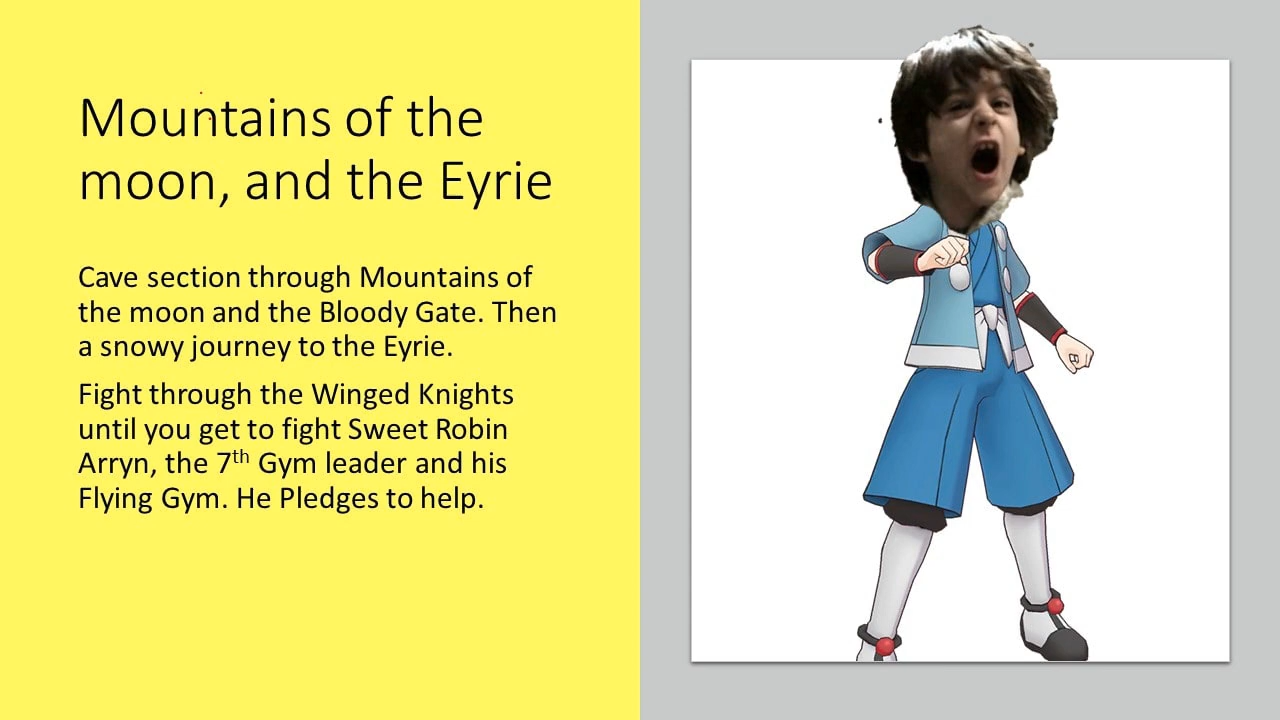 Mountains of the
moon, and the Eyrie
Cave section through Mountains of
the moon and the Bloody Gate. Then
a snowy journey to the Eyrie.
Fight through the Winged Knights
until you get to fight Sweet Robin
Arryn, the 7th Gym leader and his
Flying Gym. He Pledges to help.